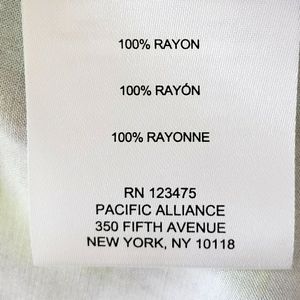 100% RAYON
100% RAYÓN
100% RAYONNE
RN 123475
PACIFIC ALLIANCE
350 FIFTH AVENUE
NEW YORK, NY 10118